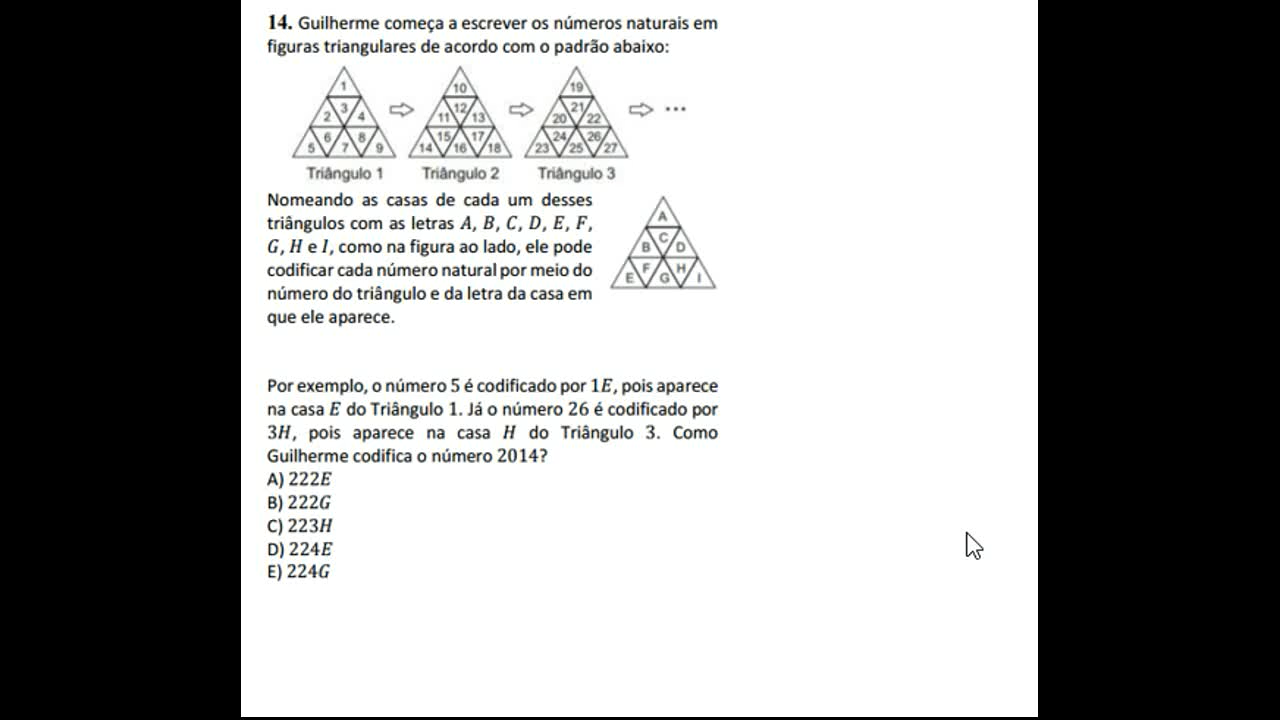 14. Guilherme começa a escrever os números naturais em
figuras triangulares de acordo com o padrão abaixo:
1 10 19
2 3 4 11 12 13 20 21 22
5 6 7 8 9 14 15 16 17 18 23 24 25 26 27
Triângulo 1 Triângulo 2 Triângulo 3
Nomeando as casas de cada um desses
triângulos com as letras A, B, C, D, E, F,
G, H e I, como na figura ao lado, ele pode
codificar cada número natural por meio do
número do triângulo e da letra da casa em
que ele aparece.
A
B C D
E F G H I
Por exemplo, o número 5 é codificado por 1E, pois aparece
na casa E do Triângulo 1. Já o número 26 é codificado por
3H, pois aparece na casa H do Triângulo 3. Como
Guilherme codifica o número 2014?
A) 222E
B) 222G
C) 223H
D) 224E
E) 224G